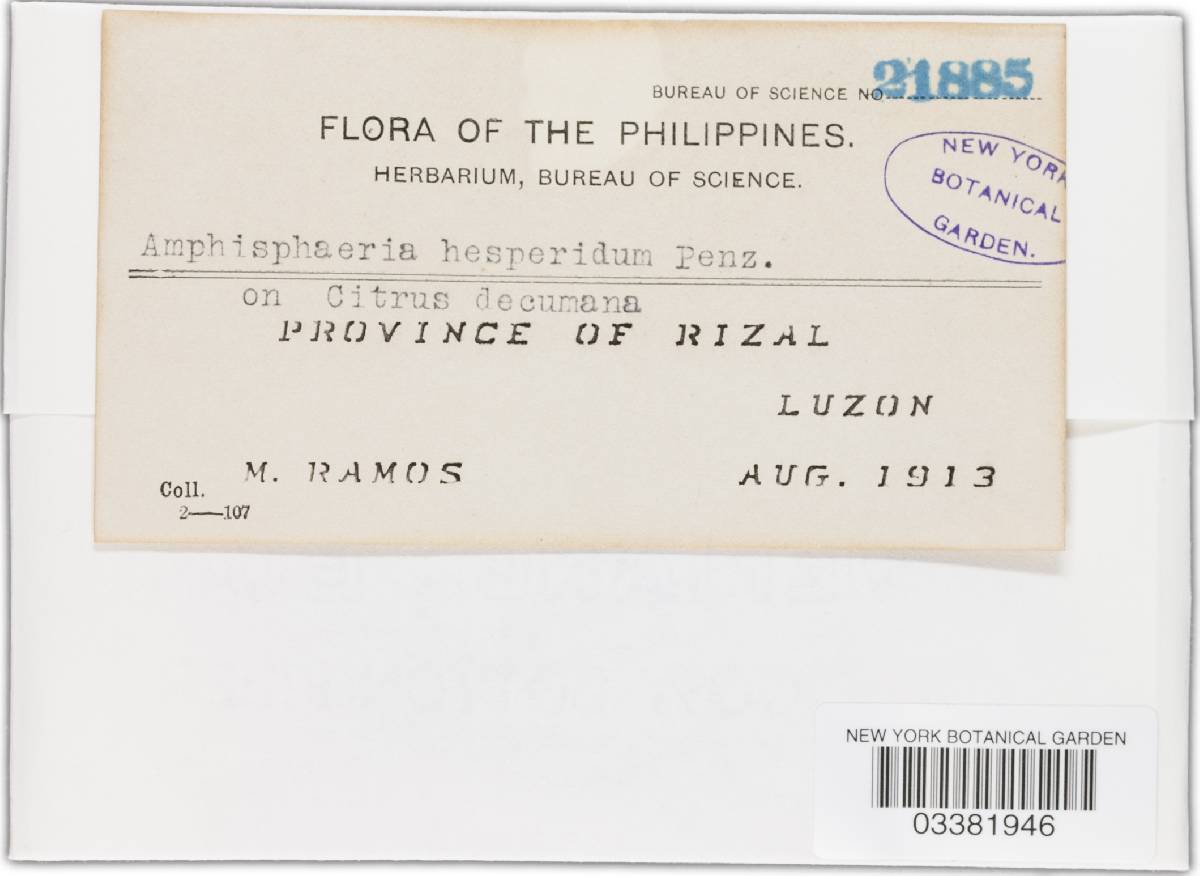 BUREAU OF SCIENCE NO 21885
FLORA OF THE PHILIPPINES.
HERBARIUM, BUREAU OF SCIENCE.
NEW YORK
BOTANICAL
GARDEN.
Amphisphaeria hesperidum Penz.
on Citrus decumana
PROVINCE OF RIZAL
LUZON
Coll. M. RAMOS AUG. 1913
2—107
NEW YORK BOTANICAL GARDEN
03381946